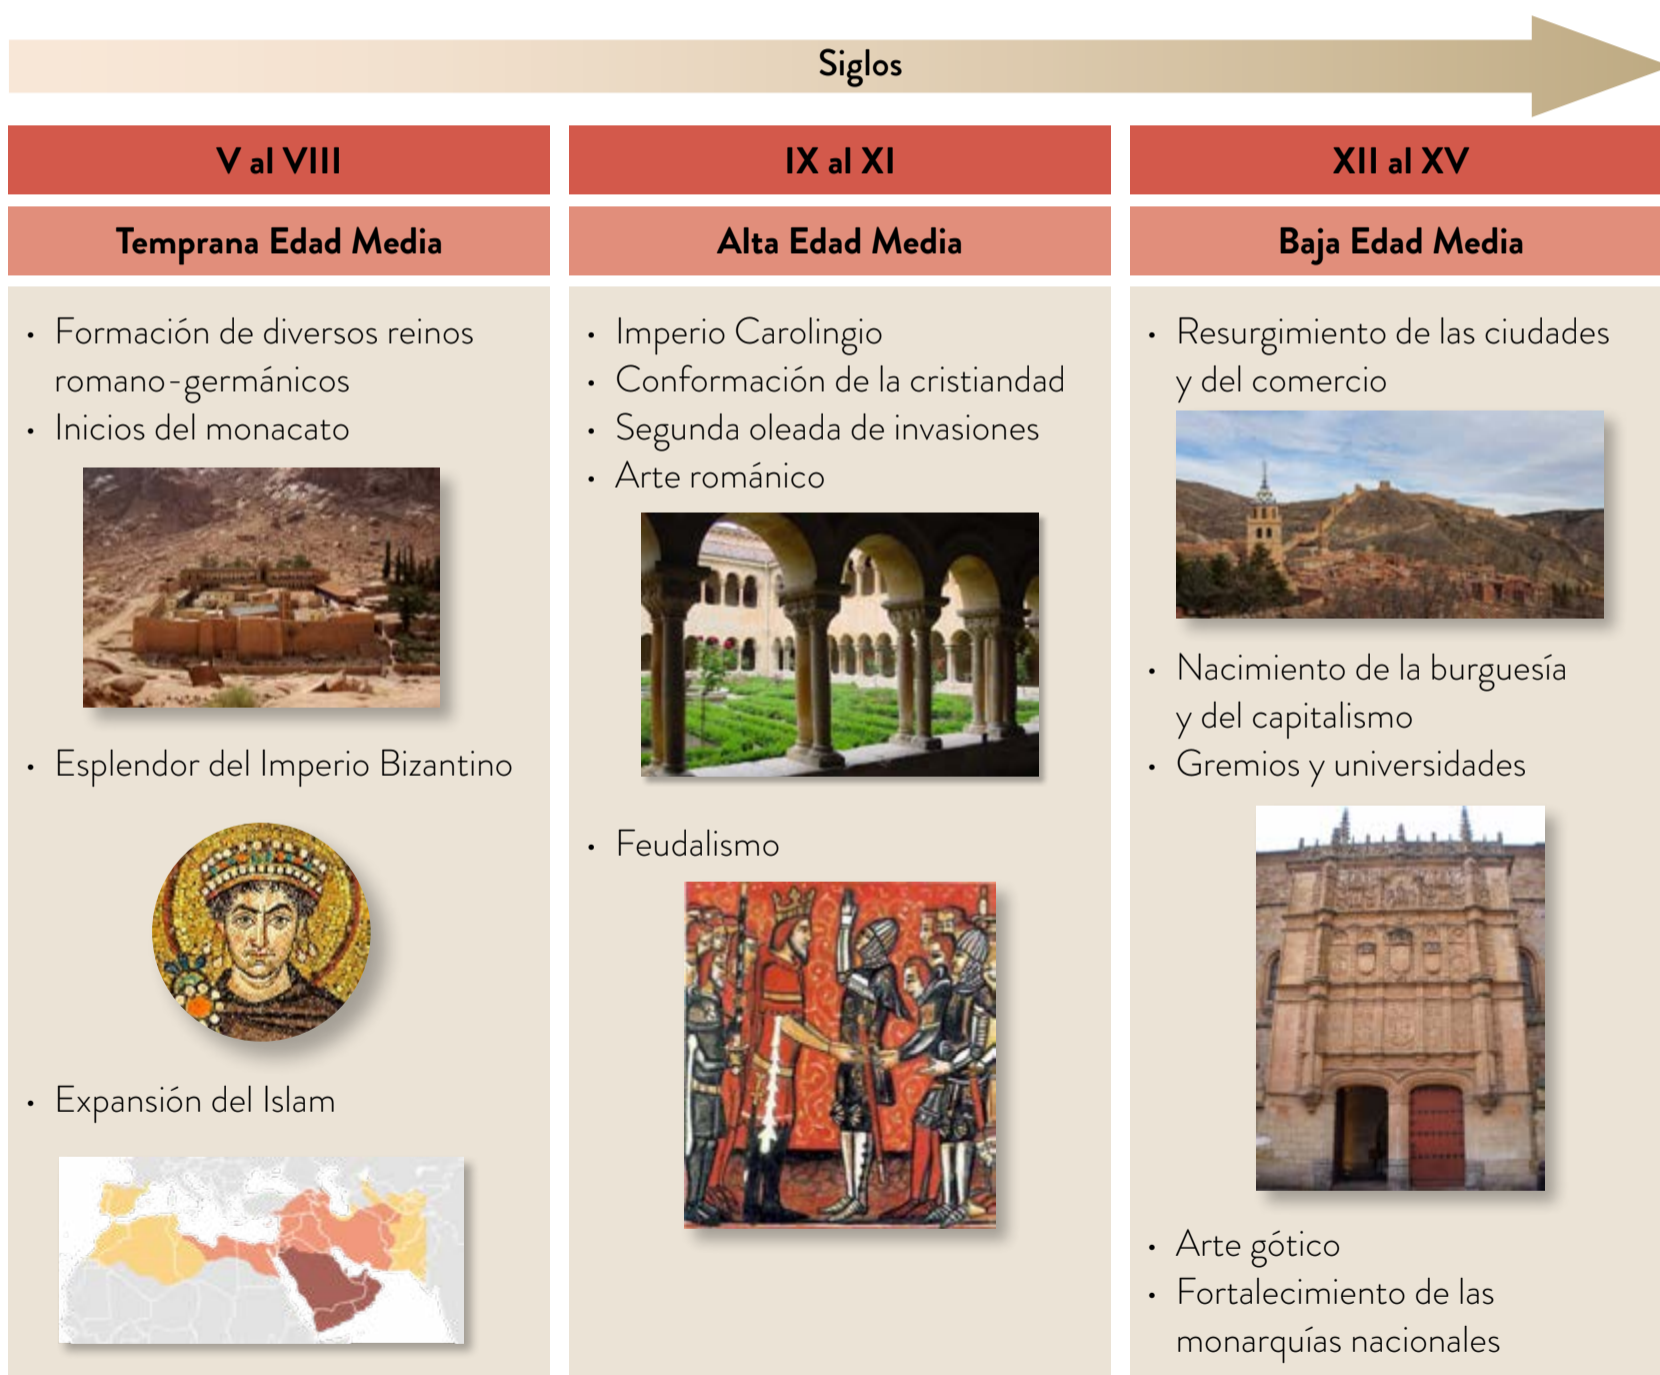 Siglos
V al VIII
Temprana Edad Media
• Formación de diversos reinos
romano-germánicos
• Inicios del monacato
• Esplendor del Imperio Bizantino
• Expansión del Islam
IX al XI
Alta Edad Media
• Imperio Carolingio
• Conformación de la cristiandad
• Segunda oleada de invasiones
• Arte románico
• Feudalismo
XII al XV
Baja Edad Media
• Resurgimiento de las ciudades
y del comercio
• Nacimiento de la burguesía
y del capitalismo
• Gremios y universidades
• Arte gótico
• Fortalecimiento de las
monarquías nacionales